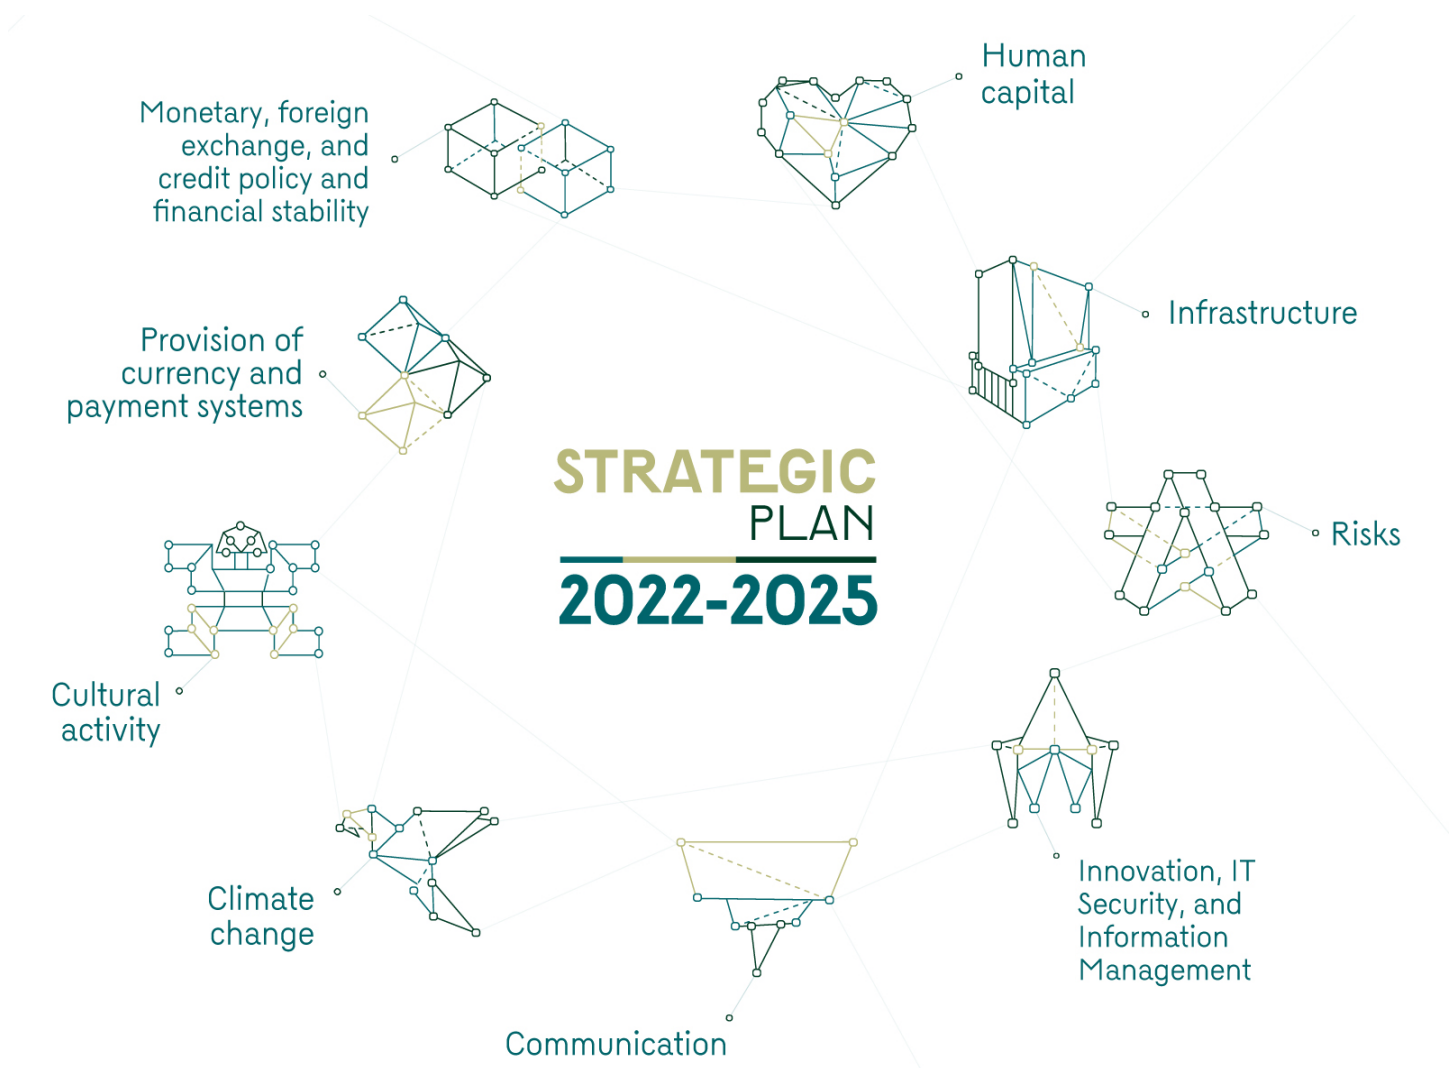 Human
capital
Monetary, foreign
exchange, and
credit policy and
financial stability
Infrastructure
Provision of
currency and
payment systems
STRATEGIC
PLAN
2022-2025
Risks
Cultural
activity
Innovation, IT
Security, and
Information
Management
Climate
change
Communication